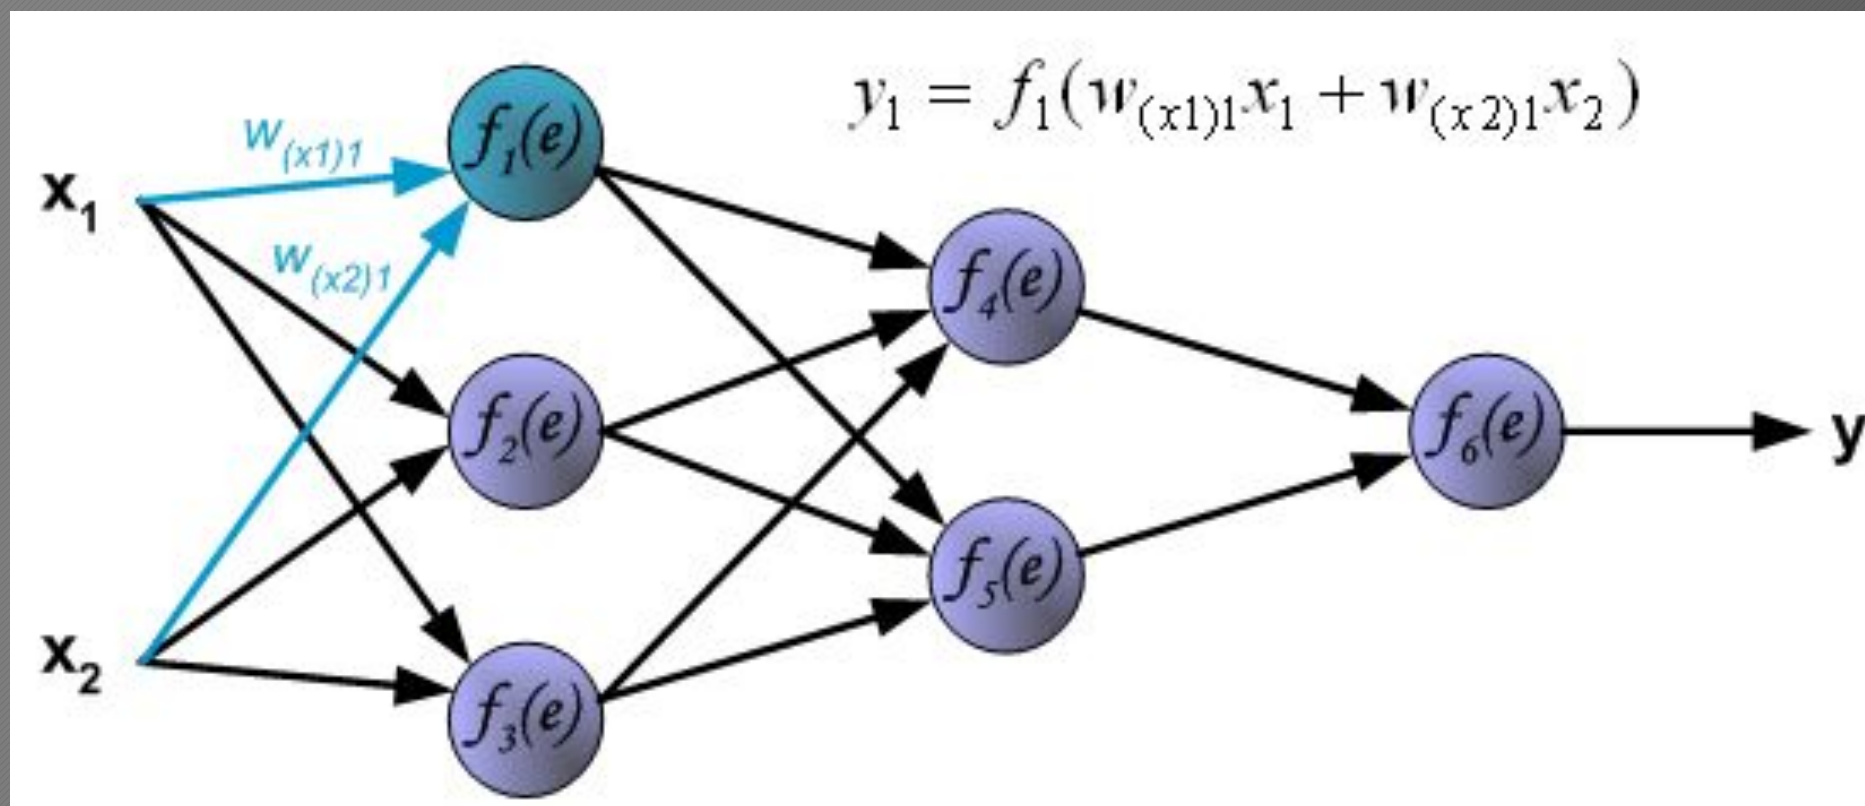 y₁ = f₁(w₍ₓ₁₎₁x₁ + w₍ₓ₂₎₁x₂)
w₍ₓ₁₎₁
f₁(e)
x₁
w₍ₓ₂₎₁
f₄(e)
f₂(e)
f₆(e)
y
f₅(e)
x₂
f₃(e)